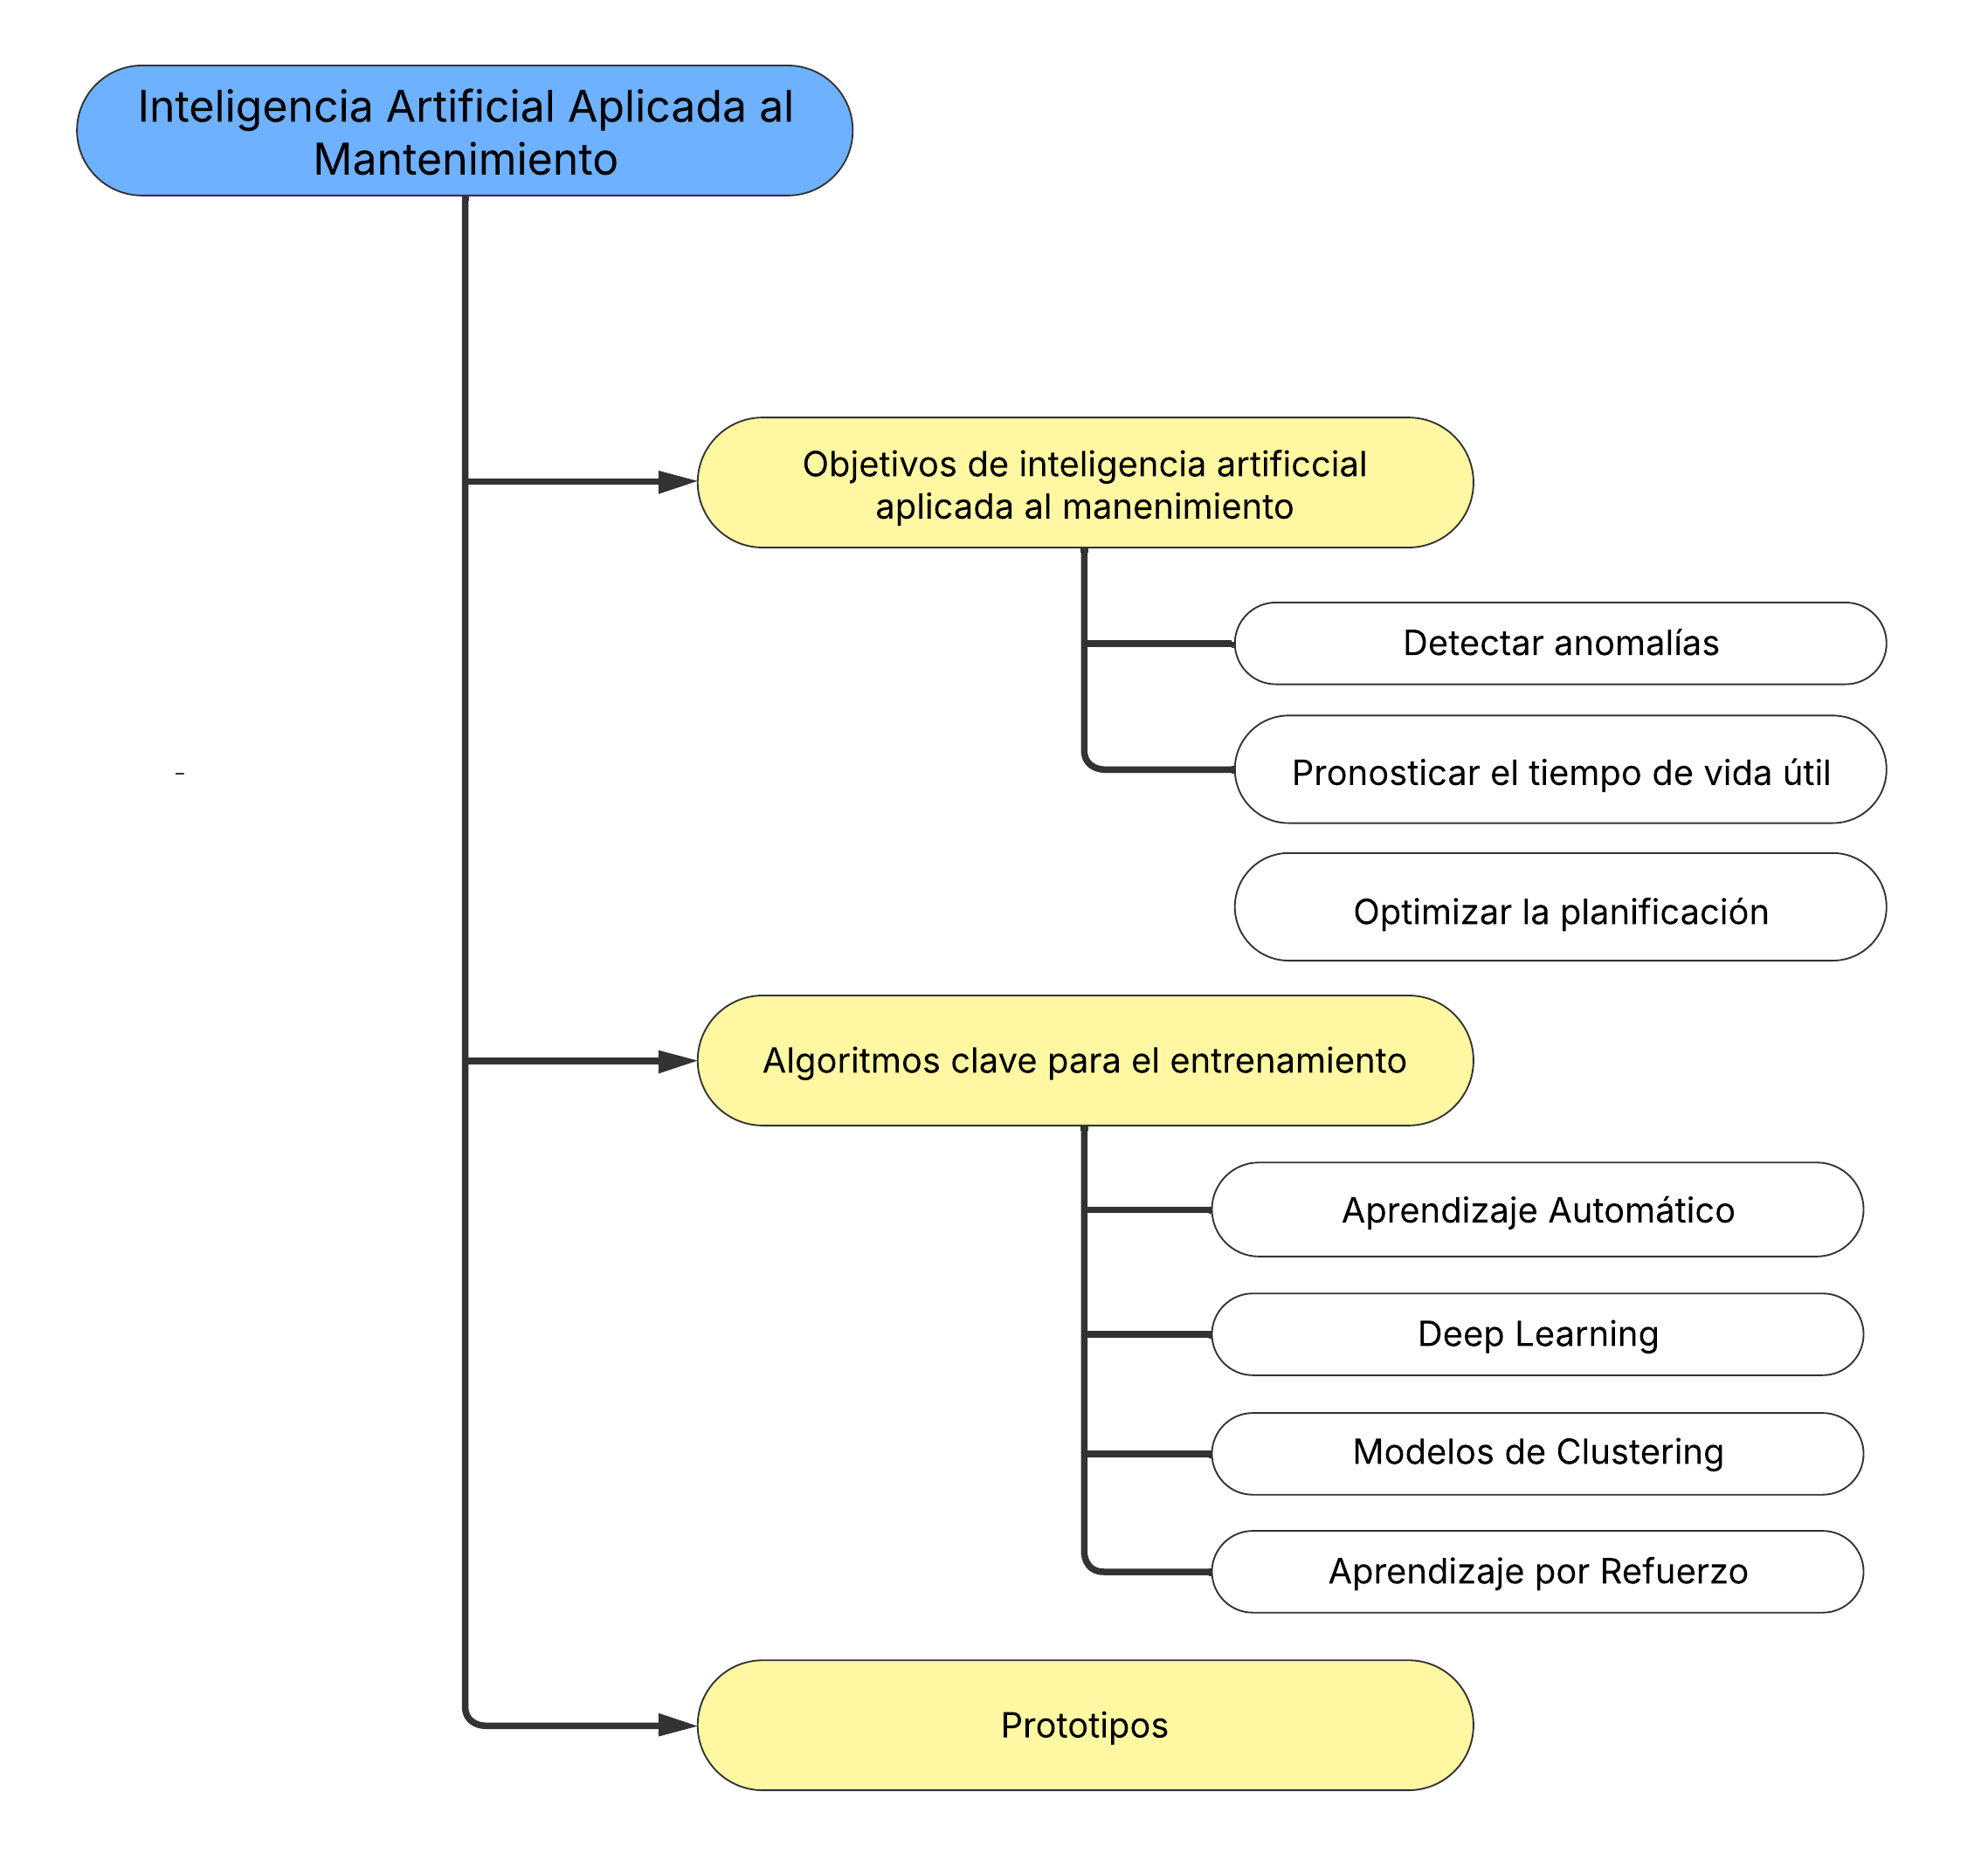 Inteligencia Artificial Aplicada al
Mantenimiento
Objetivos de inteligencia artificcial
aplicada al manenimiento
Detectar anomalías
Pronosticar el tiempo de vida útil
Optimizar la planificación
Algoritmos clave para el entrenamiento
Aprendizaje Automático
Deep Learning
Modelos de Clustering
Aprendizaje por Refuerzo
Prototipos